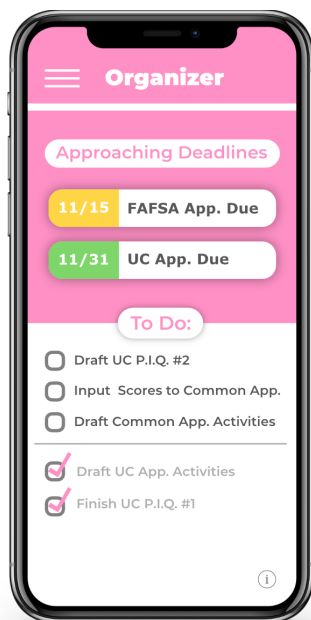 Organizer
Approaching Deadlines
11/15 FAFSA App. Due
11/31 UC App. Due
To Do:
Draft UC P.I.Q. #2
Input Scores to Common App.
Draft Common App. Activities
Draft UC App. Activities
Finish UC P.I.Q. #1
i